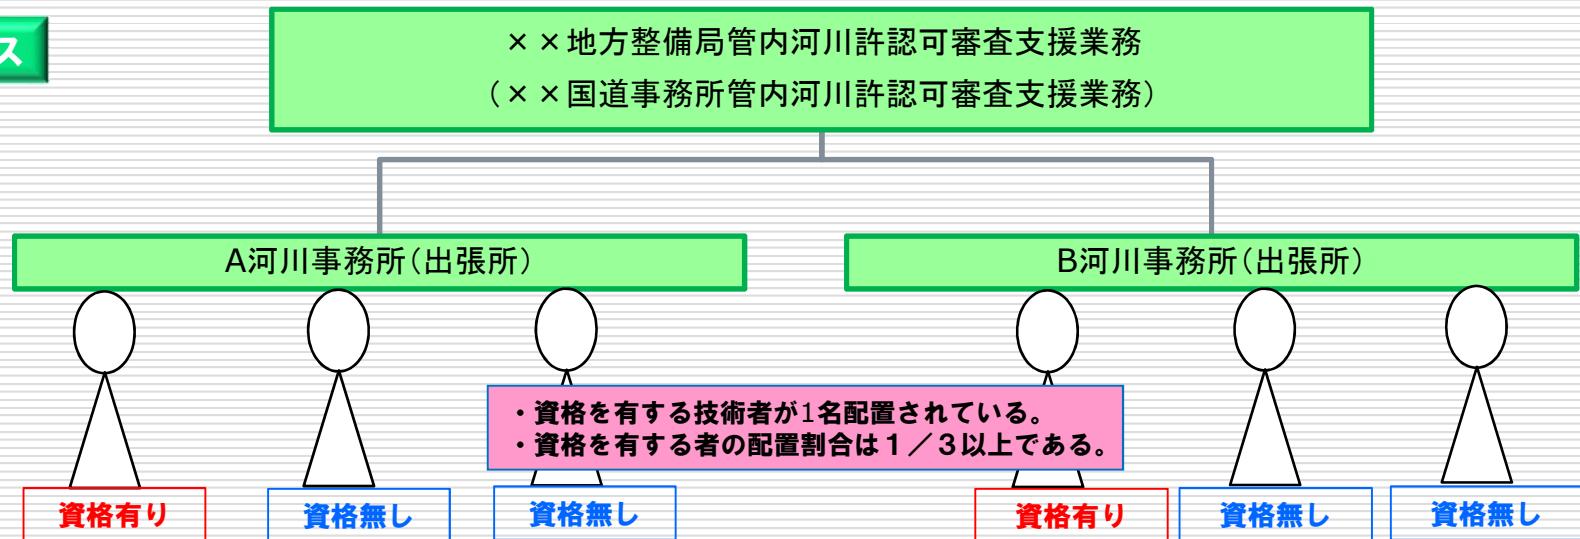 ス
××地方整備局管内河川許認可審査支援業務
（××国道事務所管内河川許認可審査支援業務）
A河川事務所（出張所）
B河川事務所（出張所）
・資格を有する技術者が1名配置されている。
・資格を有する者の配置割合は１／３以上である。
資格有り
資格無し
資格無し
資格有り
資格無し
資格無し